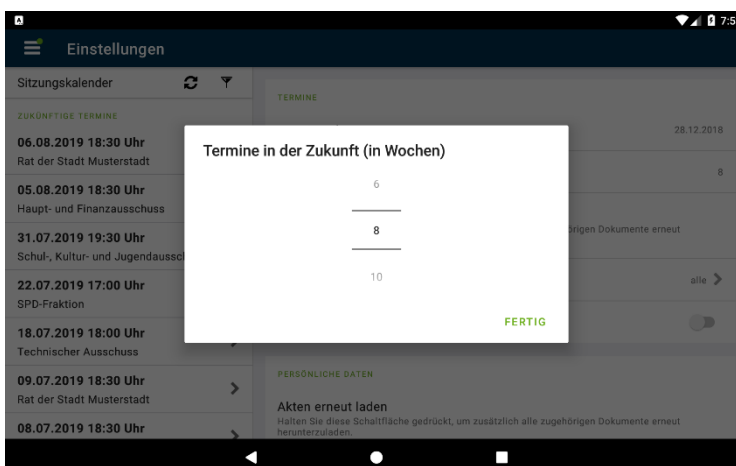 7:5
Einstellungen
Sitzungskalender
ZUKÜNFTIGE TERMINE
06.08.2019 18:30 Uhr
Rat der Stadt Musterstadt
05.08.2019 18:30 Uhr
Haupt- und Finanzausschuss
31.07.2019 19:30 Uhr
Schul-, Kultur- und Jugendaussc
22.07.2019 17:00 Uhr
SPD-Fraktion
18.07.2019 18:00 Uhr
Technischer Ausschuss
09.07.2019 18:30 Uhr
Rat der Stadt Musterstadt
08.07.2019 18:30 Uhr
TERMINE
28.12.2018
8
örigen Dokumente erneut
alle
Termine in der Zukunft (in Wochen)
6
8
10
FERTIG
PERSÖNLICHE DATEN
Akten erneut laden
Halten Sie diese Schaltfläche gedrückt, um zusätzlich alle zugehörigen Dokumente erneut
herunterzuladen.